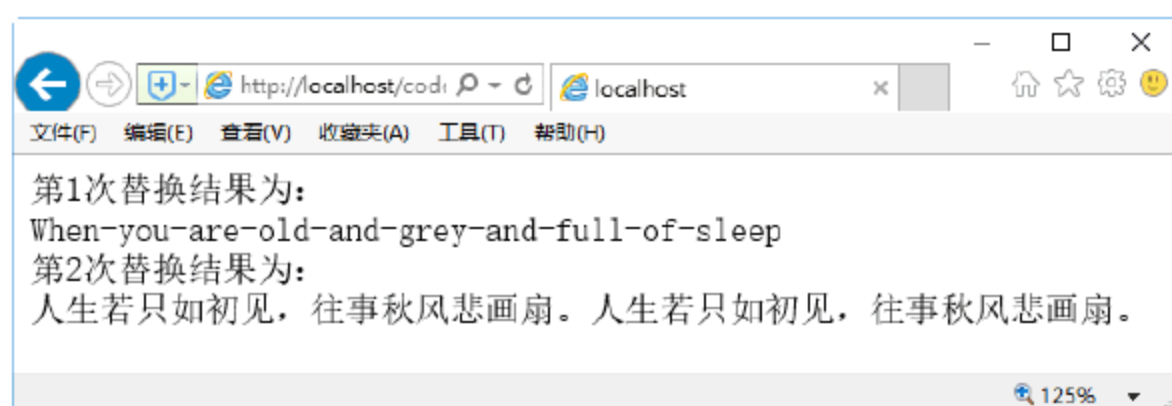 http://localhost/cod
localhost
文件(F) 编辑(E) 查看(V) 收藏夹(A) 工具(T) 帮助(H)
第1次替换结果为:
When-you-are-old-and-grey-and-full-of-sleep
第2次替换结果为:
人生若只如初见，往事秋风悲画扇。人生若只如初见，往事秋风悲画扇。
125%